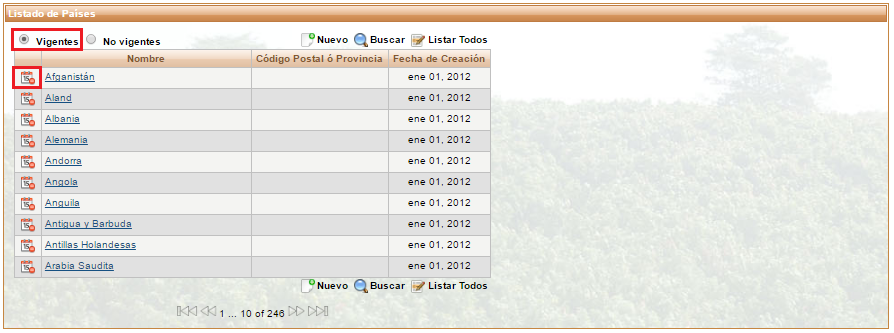 Listado de Países
Vigentes No vigentes Nuevo Buscar Listar Todos
Nombre Código Postal ó Provincia Fecha de Creación
Afganistán ene 01, 2012
Aland ene 01, 2012
Albania ene 01, 2012
Alemania ene 01, 2012
Andorra ene 01, 2012
Angola ene 01, 2012
Anguila ene 01, 2012
Antigua y Barbuda ene 01, 2012
Antillas Holandesas ene 01, 2012
Arabia Saudita ene 01, 2012
Nuevo Buscar Listar Todos
1 ... 10 of 246